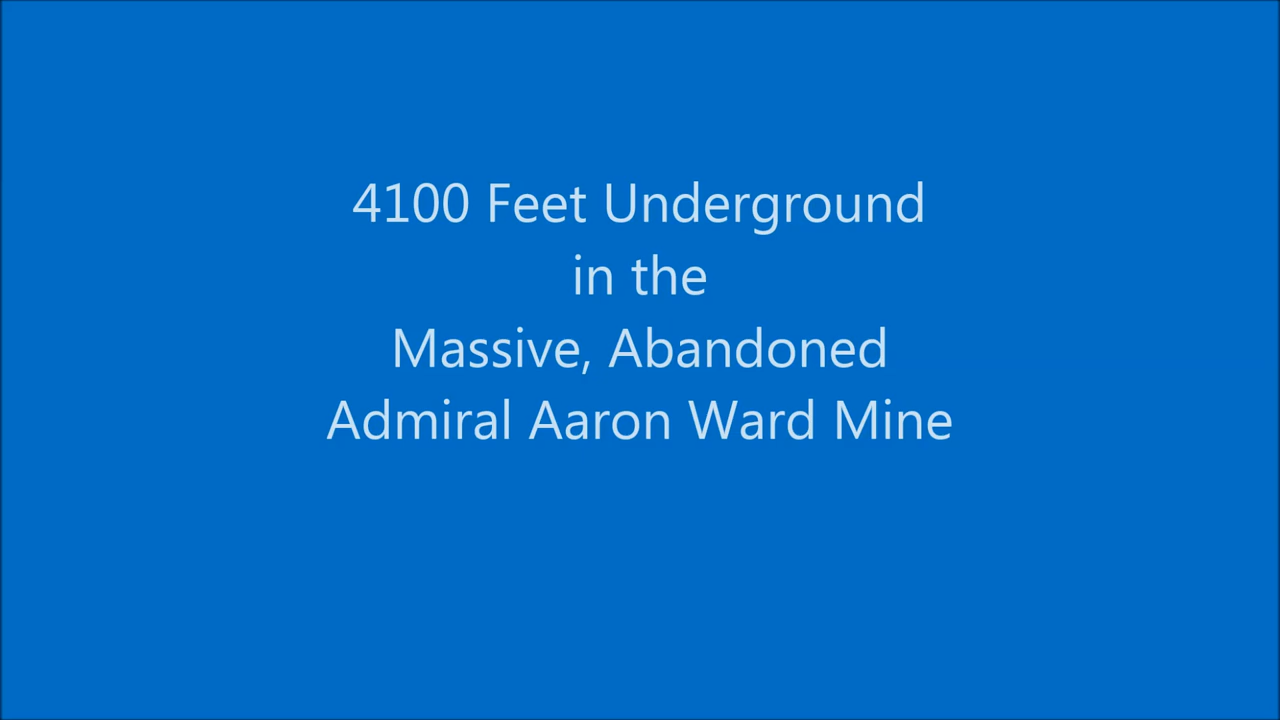 4100 Feet Underground
in the
Massive, Abandoned
Admiral Aaron Ward Mine